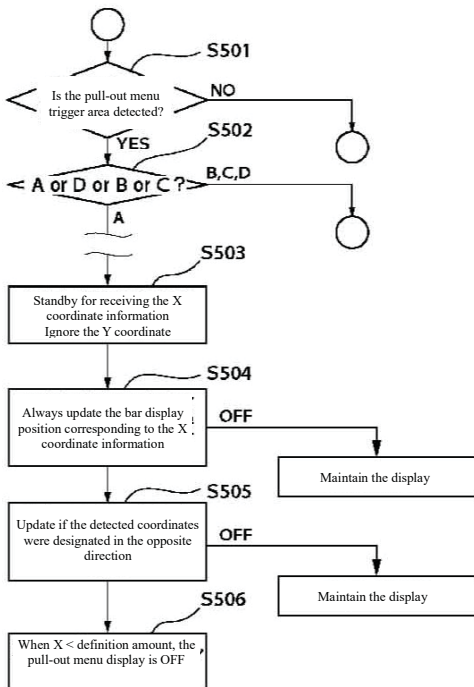 S501
Is the pull-out menu
trigger area detected?
NO
YES
S502
A or D or B or C ?
B,C,D
A
S503
Standby for receiving the X
coordinate information
Ignore the Y coordinate
S504
Always update the bar display
position corresponding to the X
coordinate information
OFF
Maintain the display
S505
Update if the detected coordinates
were designated in the opposite
direction
OFF
Maintain the display
S506
When X < definition amount, the
pull-out menu display is OFF